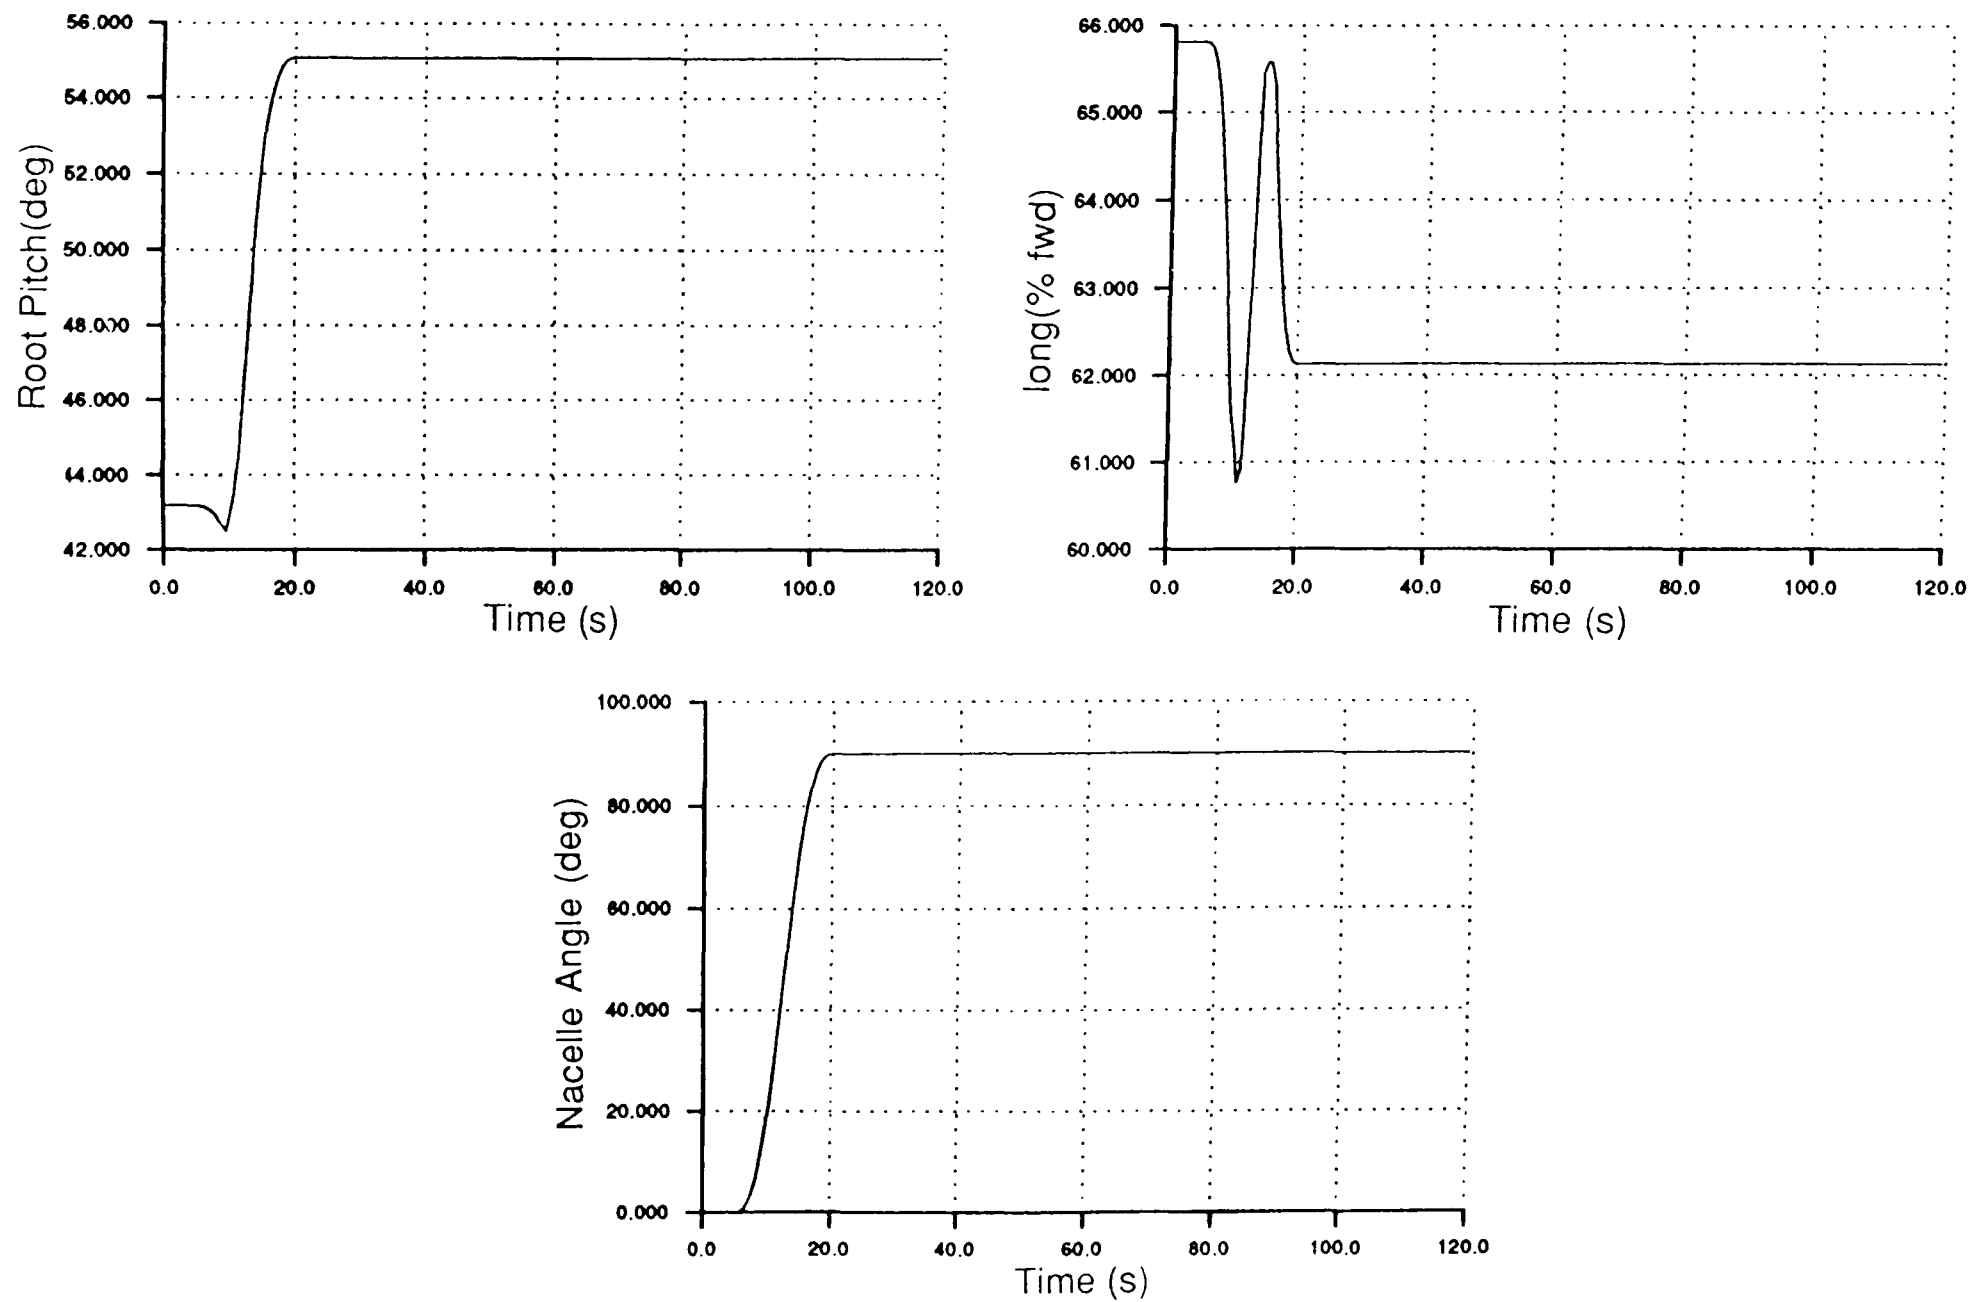 56.000
54.000
52.000
50.000
48.000
46.000
44.000
42.000
Root Pitch(deg)
0.0 20.0 40.0 60.0 80.0 100.0 120.0
Time (s)
66.000
65.000
64.000
63.000
62.000
61.000
60.000
long(% fwd)
0.0 20.0 40.0 60.0 80.0 100.0 120.0
Time (s)
100.000
80.000
60.000
40.000
20.000
0.000
Nacelle Angle (deg)
0.0 20.0 40.0 60.0 80.0 100.0 120.0
Time (s)